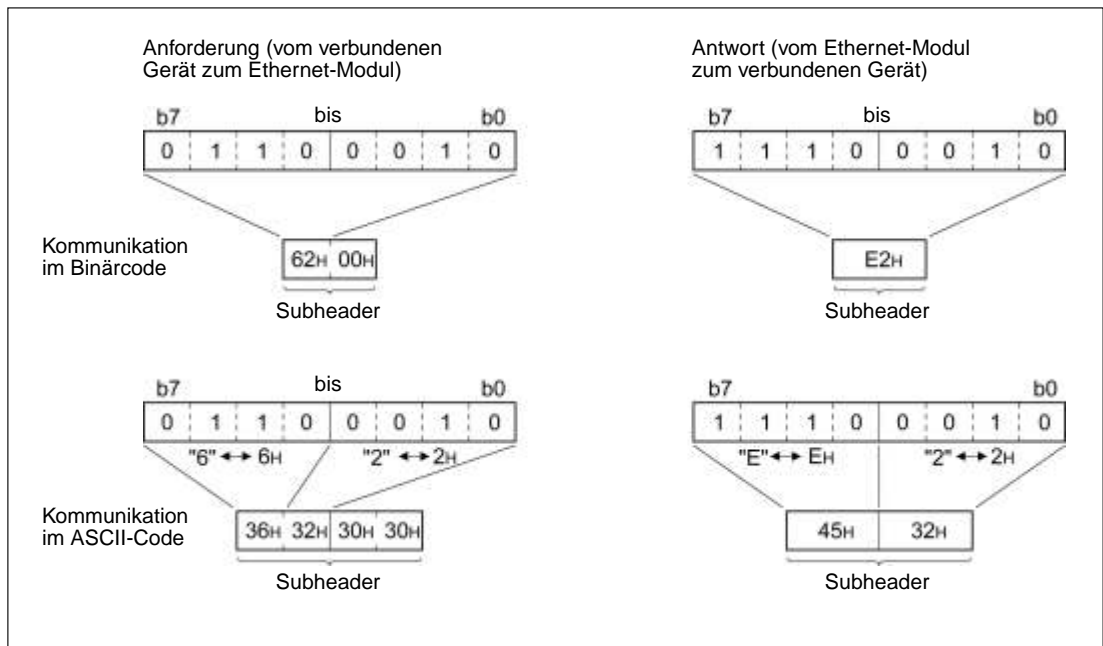 Anforderung (vom verbundenen
Gerät zum Ethernet-Modul)
b7 bis b0
0 1 1 0 0 0 1 0
Kommunikation
im Binärcode
62H 00H
Subheader
Antwort (vom Ethernet-Modul
zum verbundenen Gerät)
b7 bis b0
1 1 1 0 0 0 1 0
E2H
Subheader
b7 bis b0
0 1 1 0 0 0 1 0
"6" ↔ 6H "2" ↔ 2H
Kommunikation
im ASCII-Code
36H 32H 30H 30H
Subheader
b7 bis b0
1 1 1 0 0 0 1 0
"E" ↔ EH "2" ↔ 2H
45H 32H
Subheader